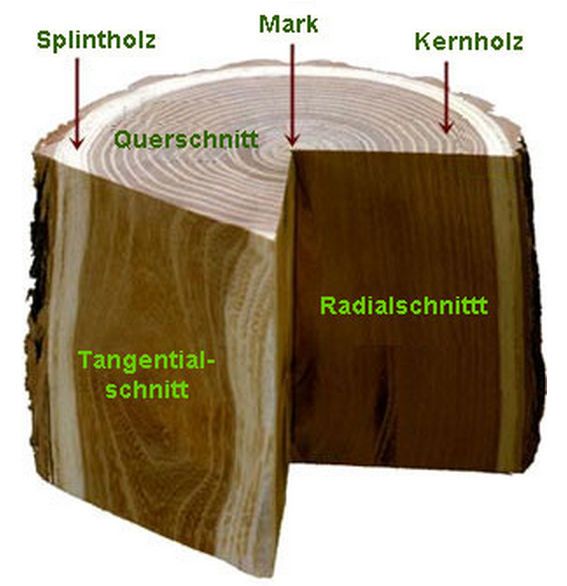 Splintholz
Mark
Kernholz
Querschnitt
Radialschnittt
Tangential-
schnitt